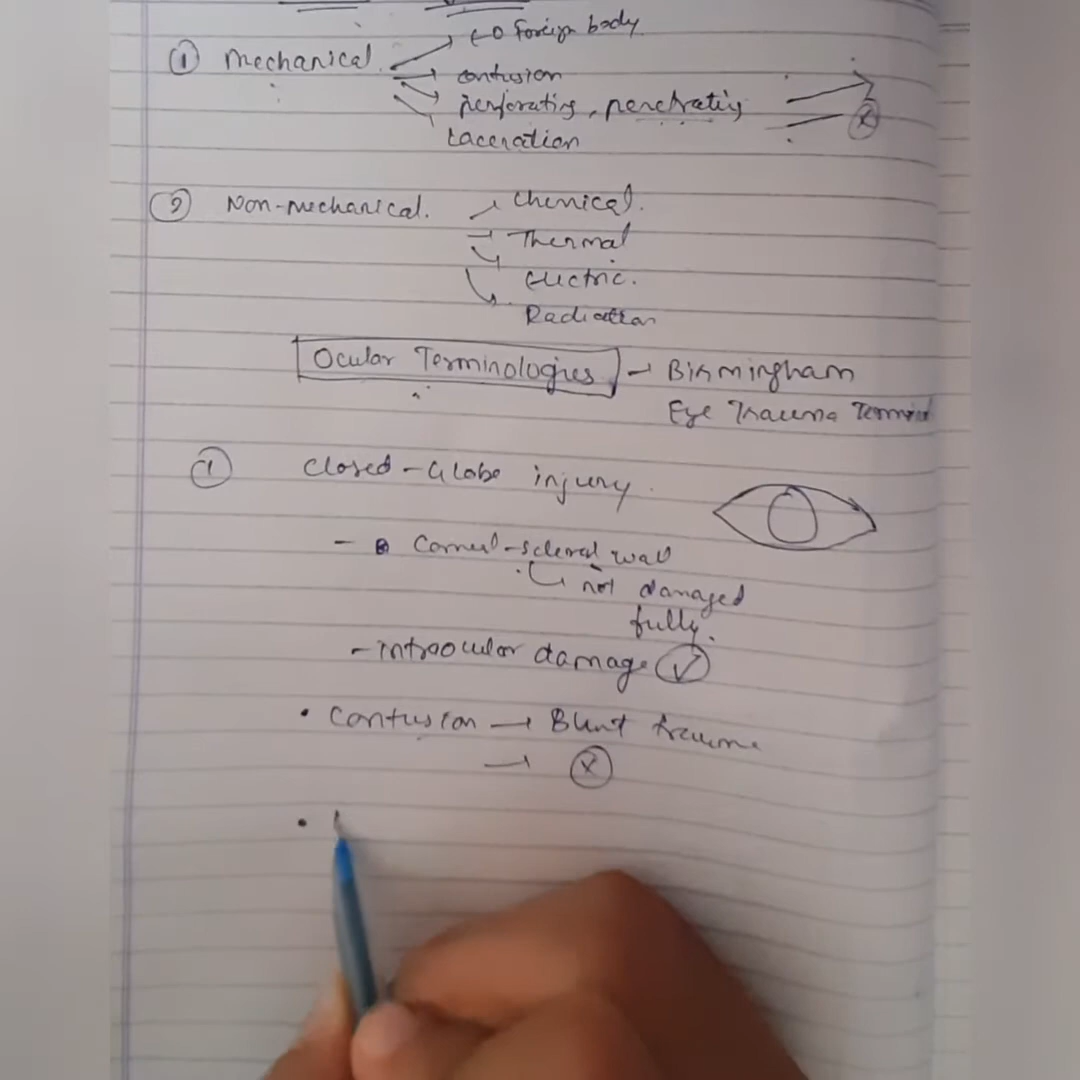 → Foreign body
① Mechanical → contusion
→ perforating, penetrating →
Laceration
② Non-mechanical. → Chemical.
→ Thermal
→ Electric.
→ Radiation
Ocular Terminologies → Birmingham
Eye Trauma
① Closed-Globe injury.
- Corneal-scleral wall
↳ not damaged
fully.
- intraocular damage ✓
• Contusion → Blunt trauma
→ ⓧ
•